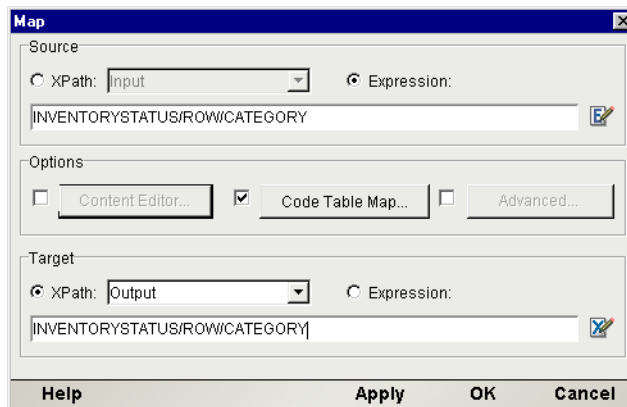 Map
Source
XPath: Input Expression:
INVENTORYSTATUS/ROW/CATEGORY
Options
Content Editor... Code Table Map... Advanced...
Target
XPath: Output Expression:
INVENTORYSTATUS/ROW/CATEGORY
Help Apply OK Cancel